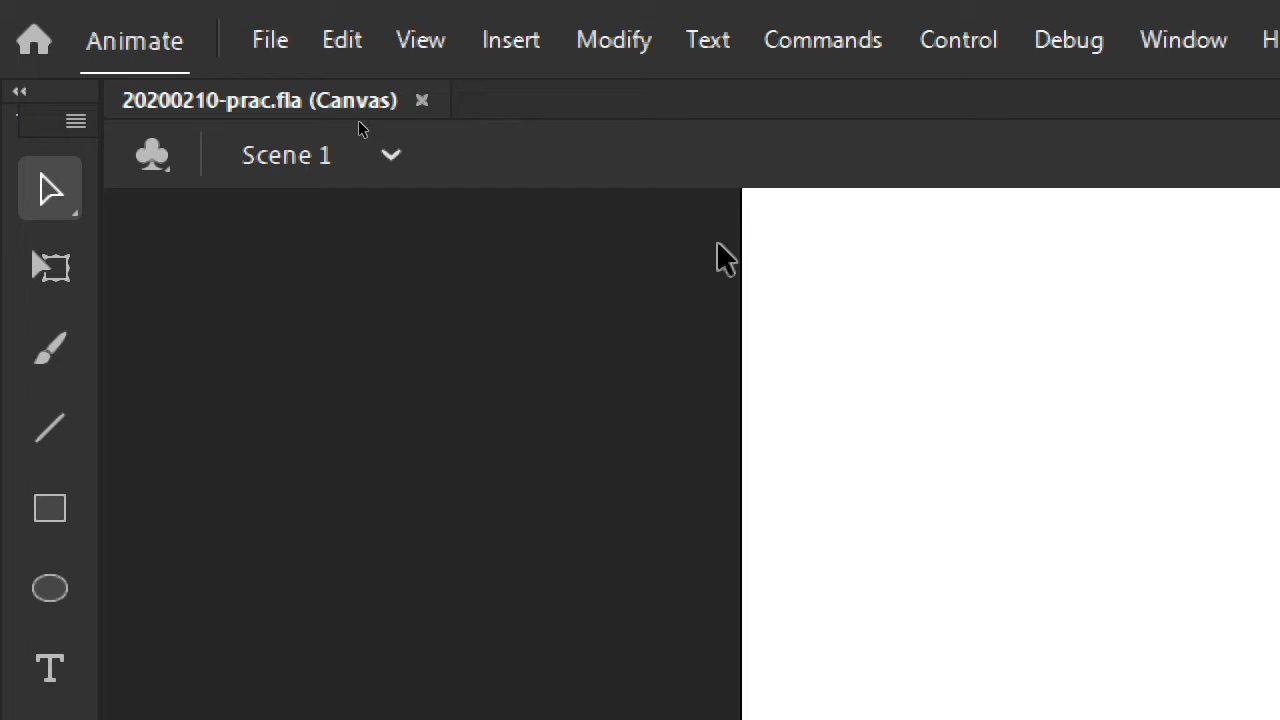 Animate File Edit View Insert Modify Text Commands Control Debug Window H
20200210-prac.fla (Canvas)
Scene 1